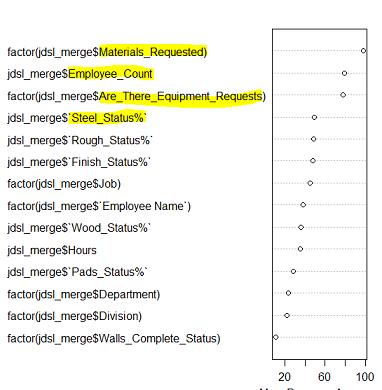 factor(jdsl_merge$Materials_Requested)
jdsl_merge$Employee_Count
factor(jdsl_merge$Are_There_Equipment_Requests)
jdsl_merge$`Steel_Status%`
jdsl_merge$`Rough_Status%`
jdsl_merge$`Finish_Status%`
factor(jdsl_merge$Job)
factor(jdsl_merge$`Employee Name`)
jdsl_merge$`Wood_Status%`
jdsl_merge$Hours
jdsl_merge$`Pads_Status%`
factor(jdsl_merge$Department)
factor(jdsl_merge$Division)
factor(jdsl_merge$Walls_Complete_Status)
20 60 100